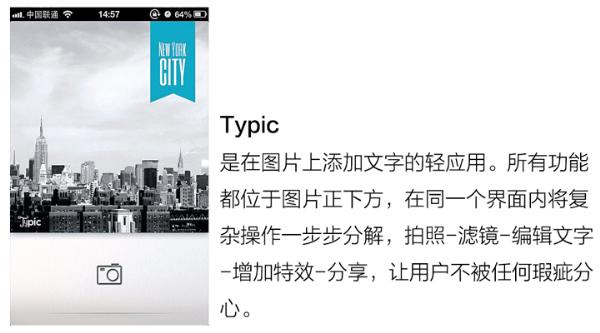 中国联通 14:57 64%
NEW YORK
CITY
Typic
Typic
是在图片上添加文字的轻应用。所有功能
都位于图片正下方，在同一个界面内将复
杂操作一步步分解，拍照-滤镜-编辑文字
-增加特效-分享，让用户不被任何瑕疵分
心。